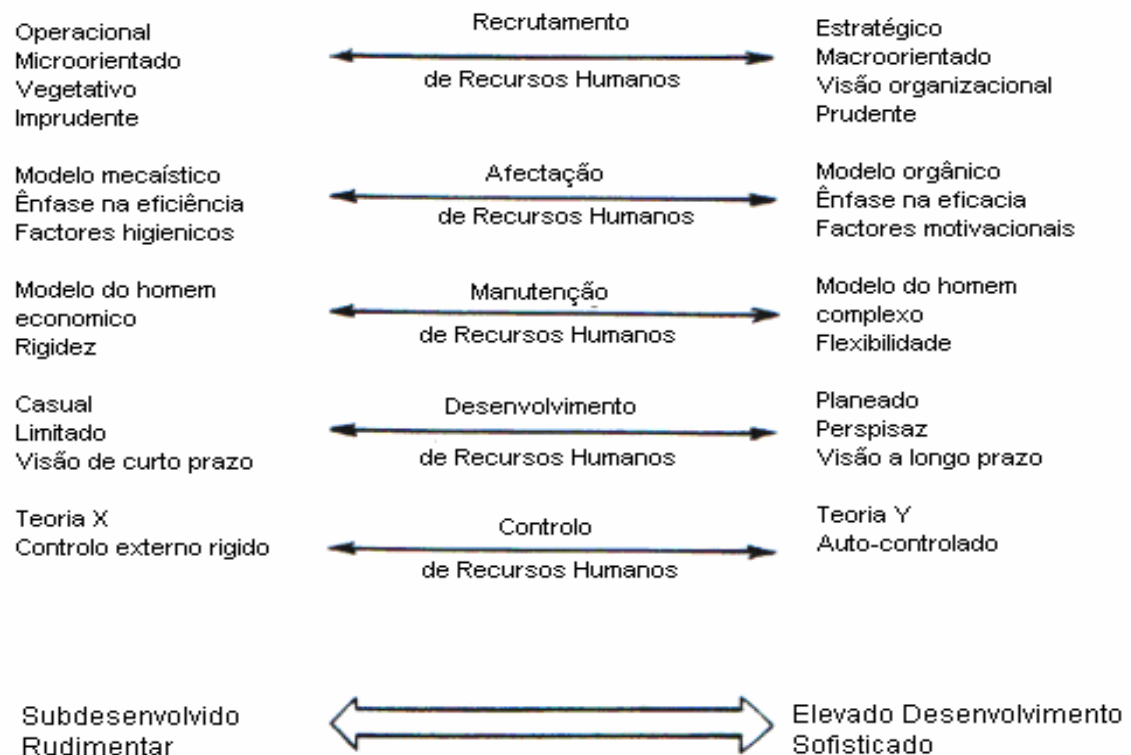 Operacional
Microorientado
Vegetativo
Imprudente
Recrutamento
de Recursos Humanos
Estratégico
Macroorientado
Visão organizacional
Prudente
Modelo mecaístico
Ênfase na eficiência
Factores higienicos
Afectação
de Recursos Humanos
Modelo orgânico
Ênfase na eficacia
Factores motivacionais
Modelo do homem
economico
Rigidez
Manutenção
de Recursos Humanos
Modelo do homem
complexo
Flexibilidade
Casual
Limitado
Visão de curto prazo
Desenvolvimento
de Recursos Humanos
Planeado
Perspisaz
Visão a longo prazo
Teoria X
Controlo externo rigido
Controlo
de Recursos Humanos
Teoria Y
Auto-controlado
Subdesenvolvido
Rudimentar
Elevado Desenvolvimento
Sofisticado